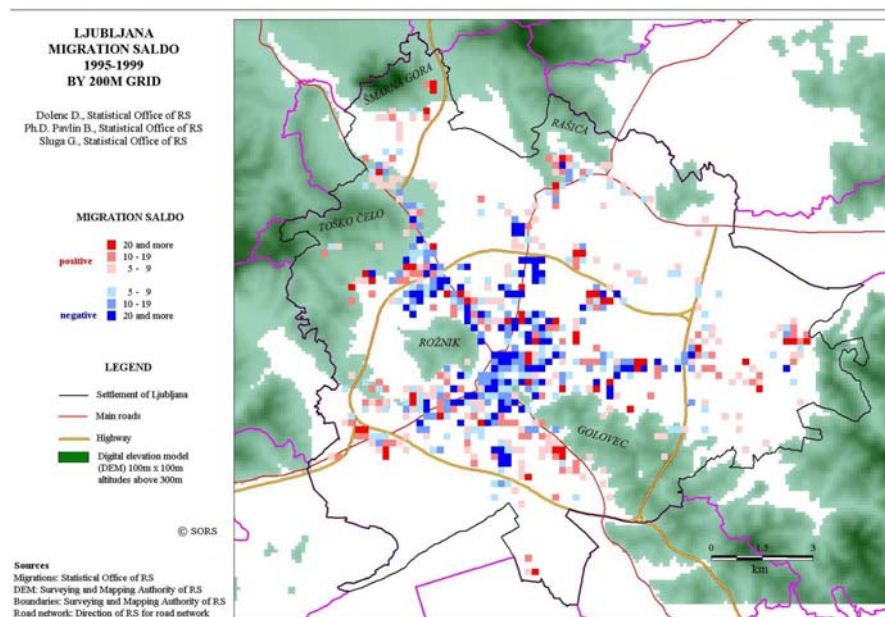 LJUBLJANA
MIGRATION SALDO
1995-1999
BY 200M GRID
Dolenc D., Statistical Office of RS
Ph.D. Pavlin B., Statistical Office of RS
Sluga G., Statistical Office of RS
MIGRATION SALDO
positive
20 and more
10 - 19
5 - 9
5 - 9
10 - 19
negative
20 and more
LEGEND
Settlement of Ljubljana
Main roads
Highway
Digital elevation model
(DEM) 100m x 100m
altitudes above 300m
© SORS
Sources
Migrations: Statistical Office of RS
DEM: Surveying and Mapping Authority of RS
Boundaries: Surveying and Mapping Authority of RS
Road network: Direction of RS for road network
ŠMARNA GORA
RAŠICA
TOŠKO ČELO
ROŽNIK
GOLOVEC
0 1.5 3
km